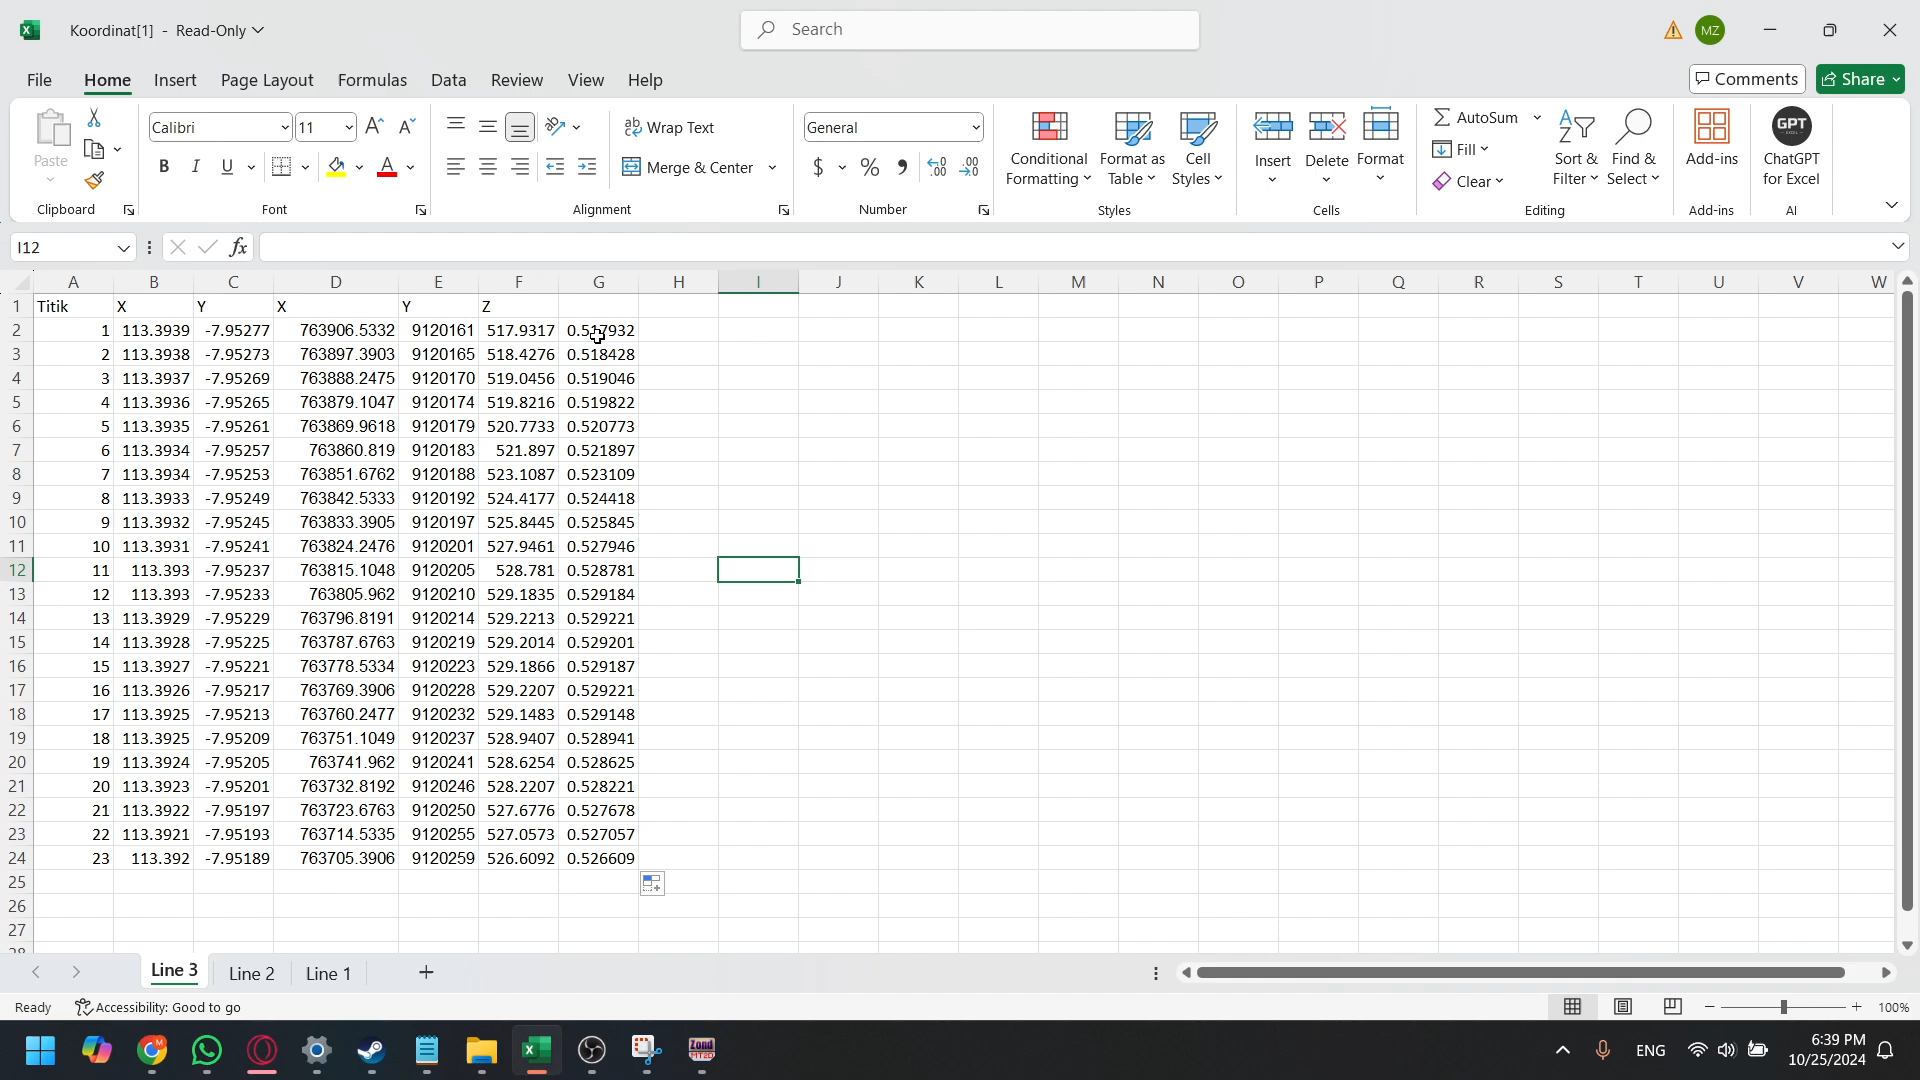 Koordinat[1] - Read-Only
Search
MZ
File Home Insert Page Layout Formulas Data Review View Help
Comments
Share
Paste
Clipboard
Calibri 11
B I U
Font
Wrap Text
Merge & Center
Alignment
General
$ % ,
Number
Conditional Formatting
Format as Table
Cell Styles
Styles
Insert Delete Format
Cells
AutoSum
Fill
Clear
Sort & Filter
Find & Select
Editing
Add-ins
Add-ins
GPT
ChatGPT for Excel
AI
I12
fx
A B C D E F G H I J K L M N O P Q R S T U V W
1 Titik X Y X Y Z
2 1 113.3939 -7.95277 763906.5332 9120161 517.9317 0.517932
3 2 113.3938 -7.95273 763897.3903 9120165 518.4276 0.518428
4 3 113.3937 -7.95269 763888.2475 9120170 519.0456 0.519046
5 4 113.3936 -7.95265 763879.1047 9120174 519.8216 0.519822
6 5 113.3935 -7.95261 763869.9618 9120179 520.7733 0.520773
7 6 113.3934 -7.95257 763860.819 9120183 521.897 0.521897
8 7 113.3934 -7.95253 763851.6762 9120188 523.1087 0.523109
9 8 113.3933 -7.95249 763842.5333 9120192 524.4177 0.524418
10 9 113.3932 -7.95245 763833.3905 9120197 525.8445 0.525845
11 10 113.3931 -7.95241 763824.2476 9120201 527.9461 0.527946
12 11 113.393 -7.95237 763815.1048 9120205 528.781 0.528781
13 12 113.393 -7.95233 763805.962 9120210 529.1835 0.529184
14 13 113.3929 -7.95229 763796.8191 9120214 529.2213 0.529221
15 14 113.3928 -7.95225 763787.6763 9120219 529.2014 0.529201
16 15 113.3927 -7.95221 763778.5334 9120223 529.1866 0.529187
17 16 113.3926 -7.95217 763769.3906 9120228 529.2207 0.529221
18 17 113.3925 -7.95213 763760.2477 9120232 529.1483 0.529148
19 18 113.3925 -7.95209 763751.1049 9120237 528.9407 0.528941
20 19 113.3924 -7.95205 763741.962 9120241 528.6254 0.528625
21 20 113.3923 -7.95201 763732.8192 9120246 528.2207 0.528221
22 21 113.3922 -7.95197 763723.6763 9120250 527.6776 0.527678
23 22 113.3921 -7.95193 763714.5335 9120255 527.0573 0.527057
24 23 113.392 -7.95189 763705.3906 9120259 526.6092 0.526609
25
26
27
28
Line 3 Line 2 Line 1
Ready Accessibility: Good to go
100%
Zond MT2D
ENG
6:39 PM
10/25/2024